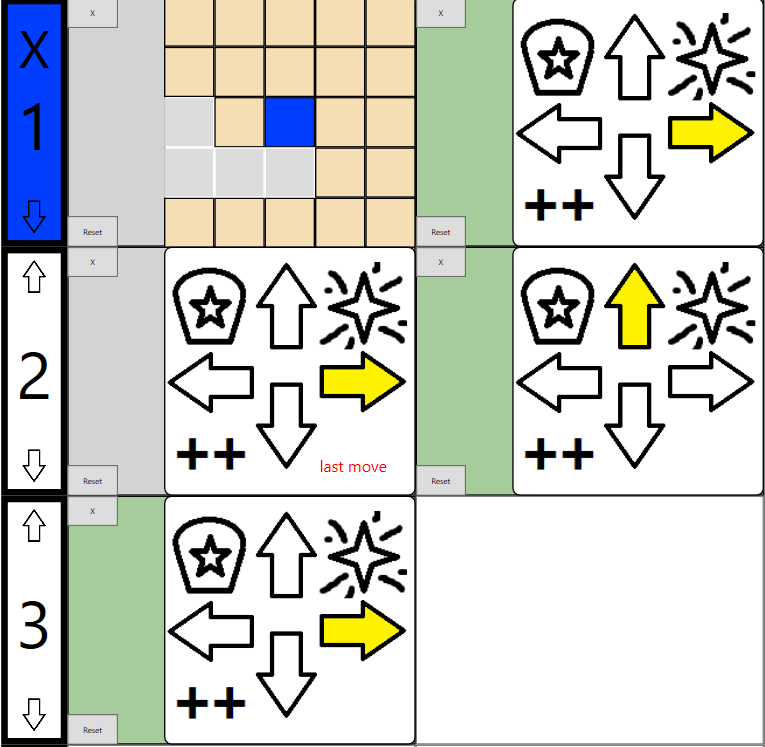 X
1
X
Reset
X
Reset
++
2
X
Reset
++
last move
X
Reset
++
3
X
Reset
++